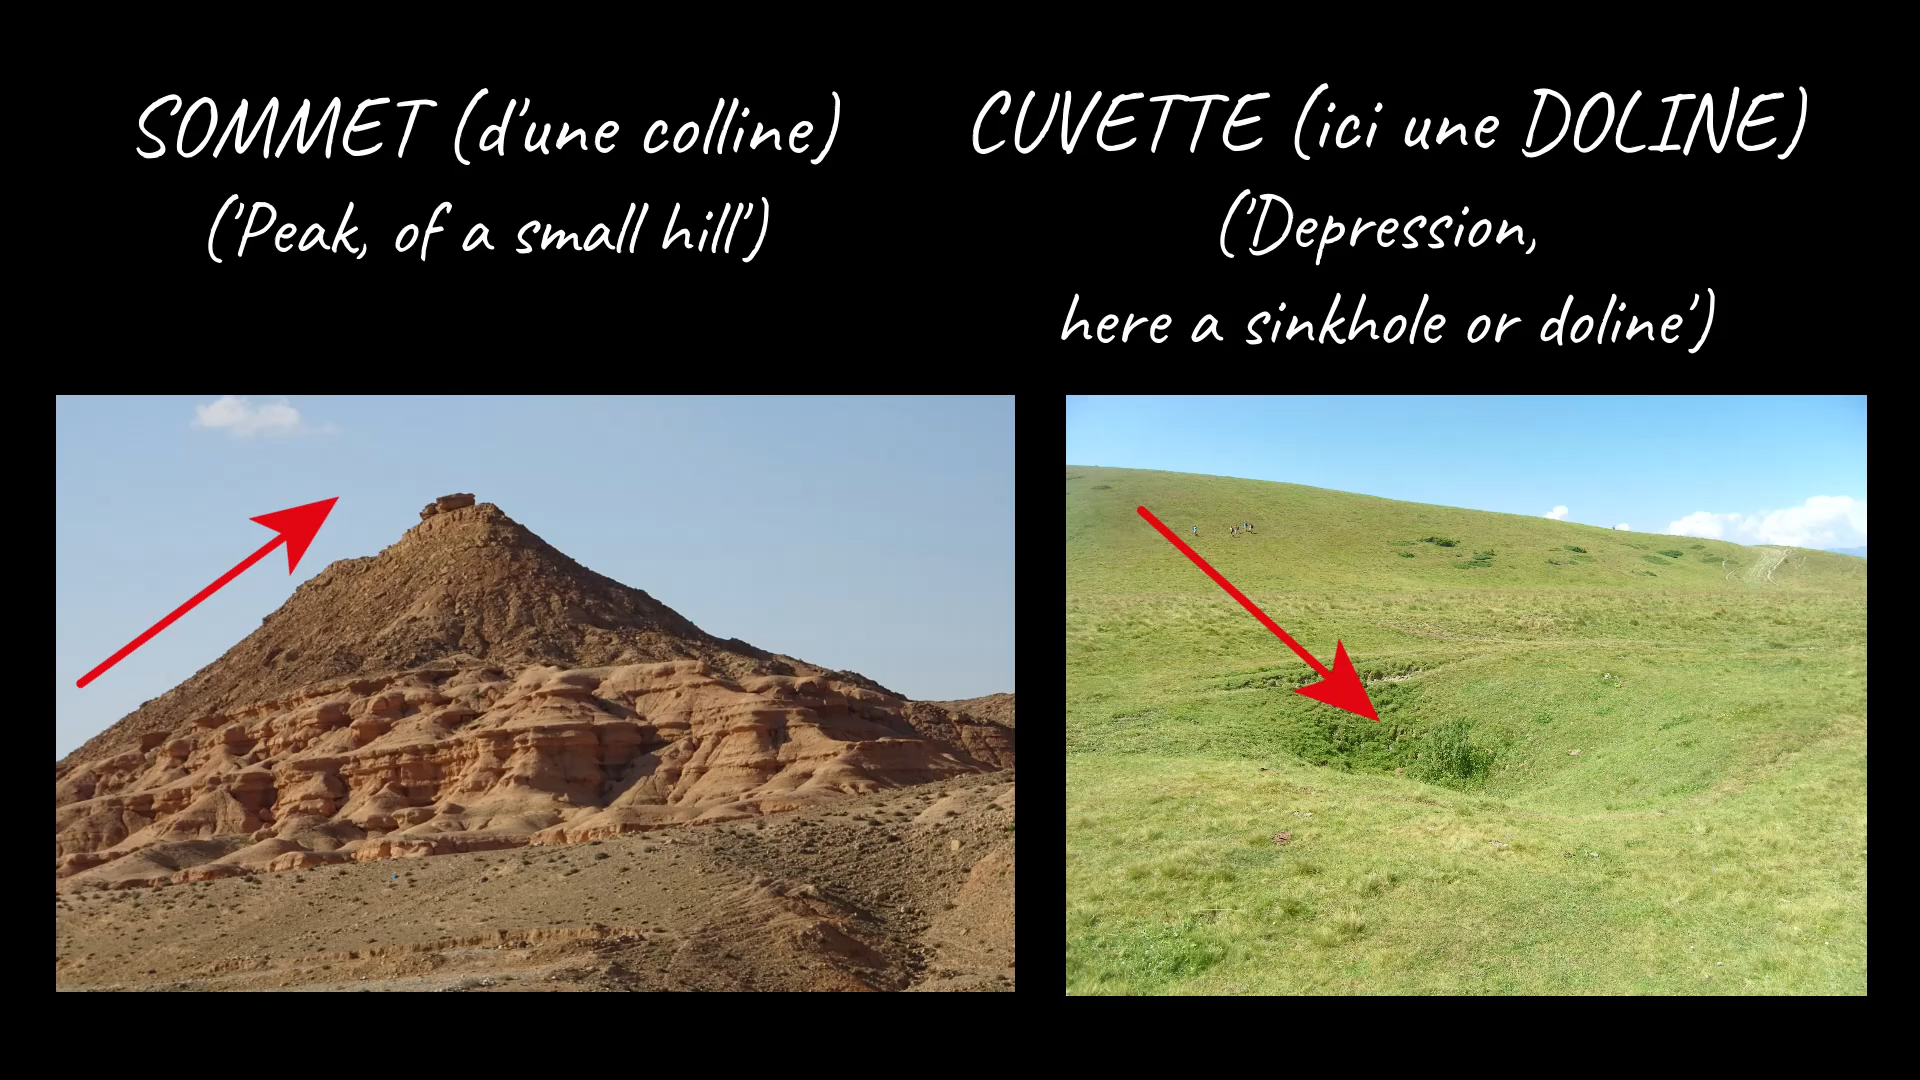 SOMMET (d'une colline)
('Peak, of a small hill')
CUVETTE (ici une DOLINE)
('Depression,
here a sinkhole or doline')